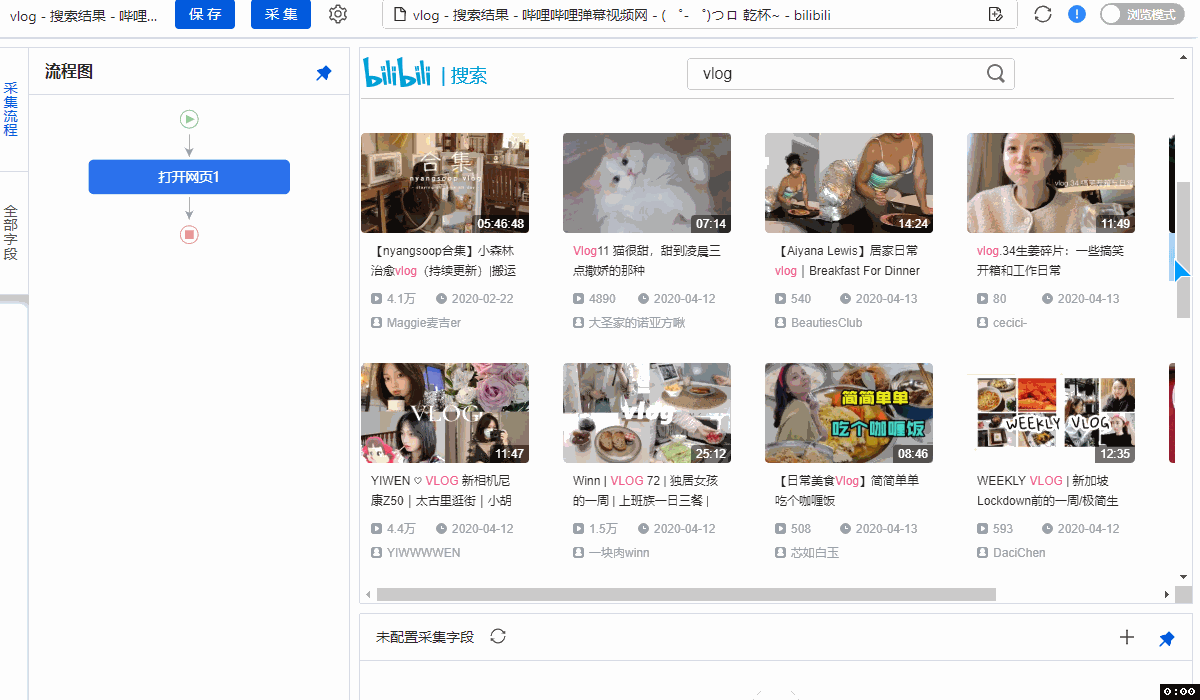 vlog - 搜索结果 - 哔哩...
保 存
采 集
vlog - 搜索结果 - 哔哩哔哩弹幕视频网 - ( ゜- ゜)つロ 乾杯~ - bilibili
浏览模式
采集流程
全部字段
流程图
打开网页1
bilibili | 搜索
vlog
合集
nyangsoop vlog
05:46:48
07:14
14:24
11:49
【nyangsoop合集】小森林
治愈vlog（持续更新）|搬运
4.1万 2020-02-22
Maggie麦吉er
Vlog11 猫很甜，甜到凌晨三
点撒娇的那种
4890 2020-04-12
大圣家的诺亚方啾
【Aiyana Lewis】居家日常
vlog｜Breakfast For Dinner
540 2020-04-13
BeautiesClub
vlog.34生姜碎片：一些搞笑
开箱和工作日常
80 2020-04-13
cecici-
VLOG
11:47
vlog
25:12
简简单单
吃个咖喱饭
08:46
WEEKLY VLOG
12:35
YIWEN ♡ VLOG 新相机尼
康Z50｜太古里逛街｜小胡
4.4万 2020-04-12
YIWWWWEN
Winn | VLOG 72 | 独居女孩
的一周 | 上班族一日三餐 |
1.5万 2020-04-12
一块肉winn
【日常美食Vlog】简简单单
吃个咖喱饭
508 2020-04-13
芯如白玉
WEEKLY VLOG | 新加坡
Lockdown前的一周/极简生
593 2020-04-12
DaciChen
未配置采集字段
0:00